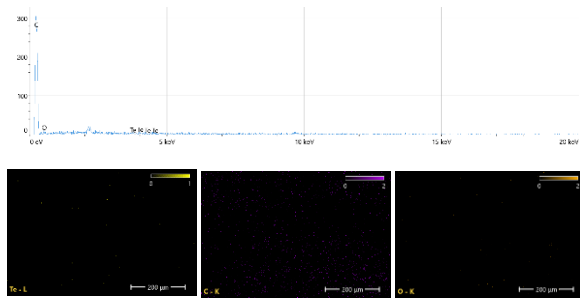 300
C
200
100
0
O
Te
0 eV
5 keV
10 keV
15 keV
20 keV
0 1
0 2
0 2
Te - L
200 µm
C - K
200 µm
O - K
200 µm